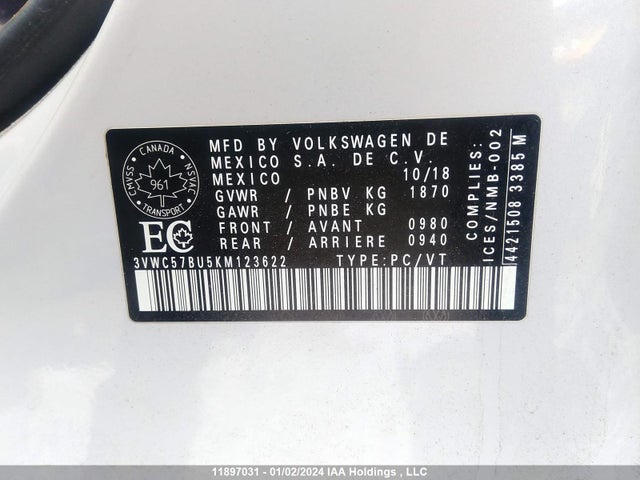 CMVSS · CANADA · NSVAC · TRANSPORT
961
EC
MFD BY VOLKSWAGEN DE
MEXICO S.A. DE C.V.
MEXICO 10/18
GVWR / PNBV KG 1870
GAWR / PNBE KG
FRONT / AVANT 0980
REAR / ARRIERE 0940
3VWC57BU5KM123622 TYPE:PC/VT
COMPLIES:
ICES/NMB-002
4421508 3385 M
11897031 - 01/02/2024 IAA Holdings , LLC